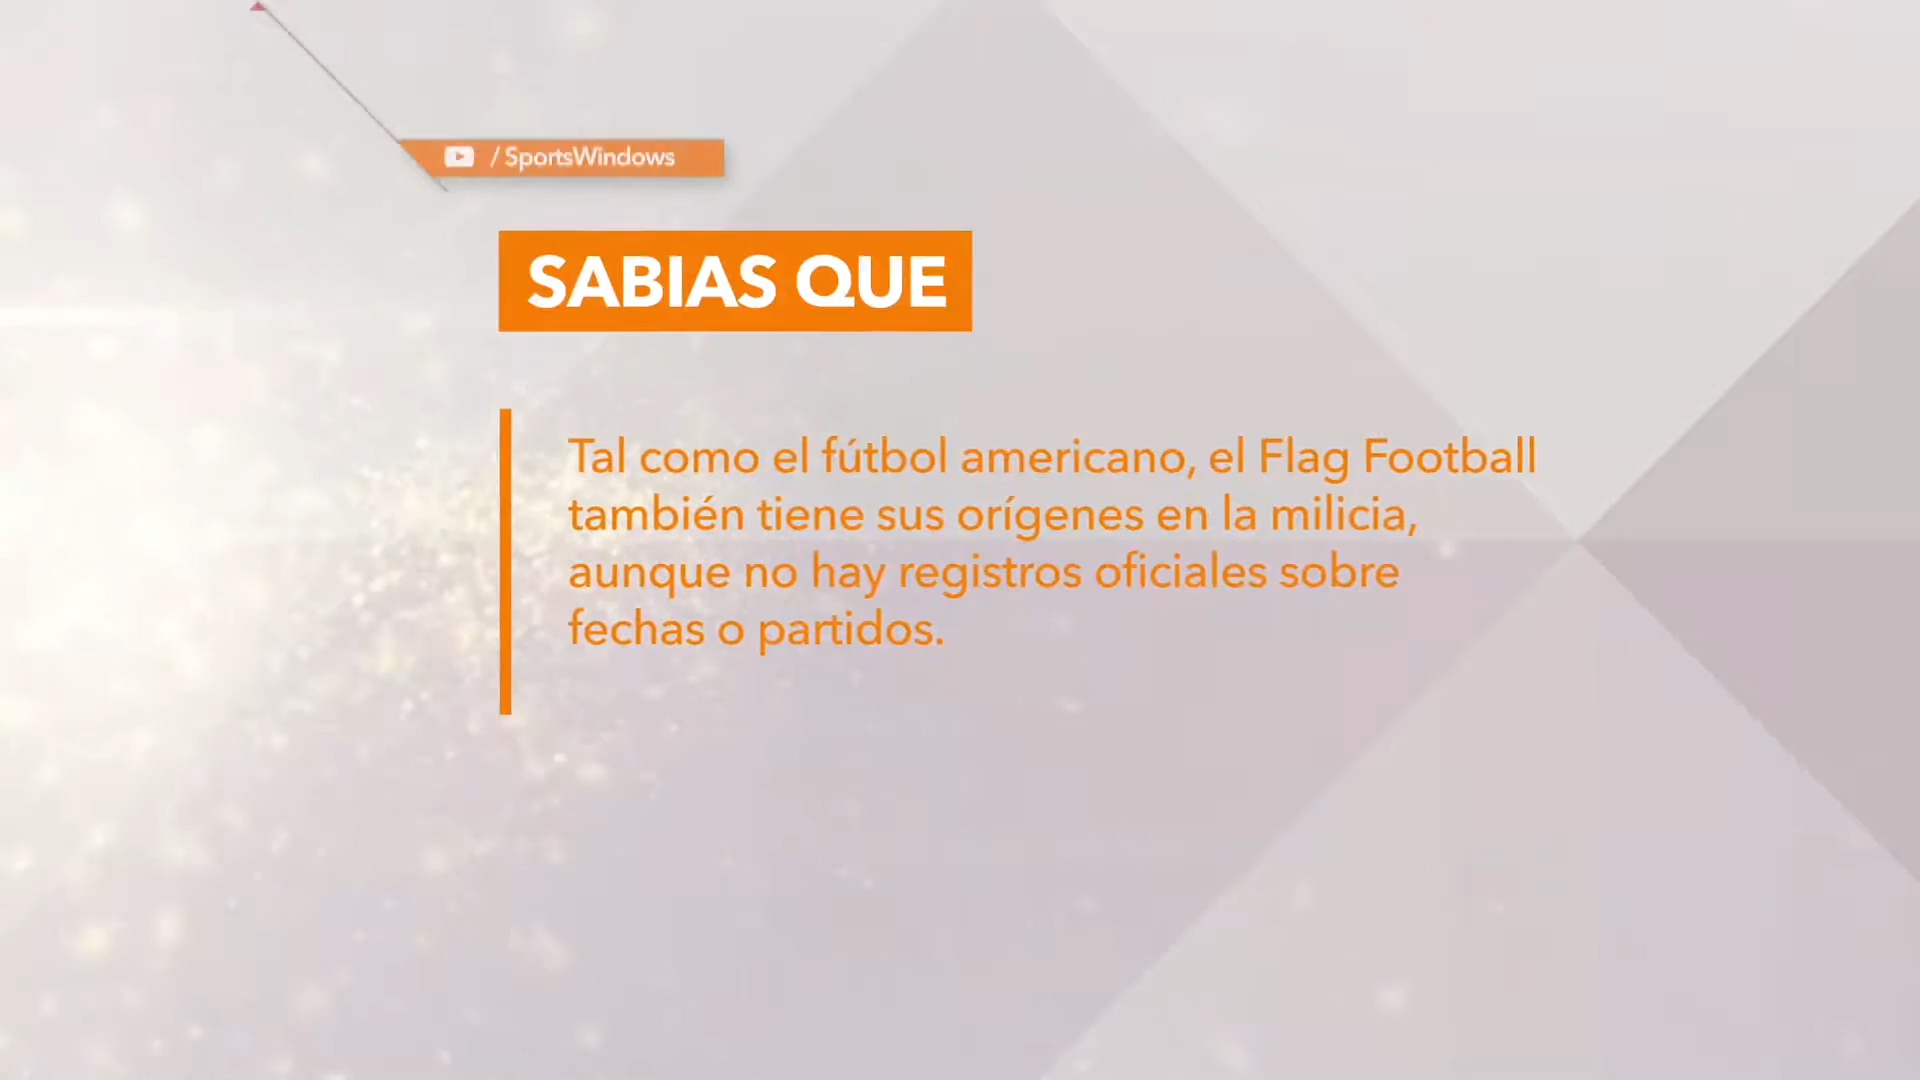 / SportsWindows
SABIAS QUE
Tal como el fútbol americano, el Flag Football
también tiene sus orígenes en la milicia,
aunque no hay registros oficiales sobre
fechas o partidos.